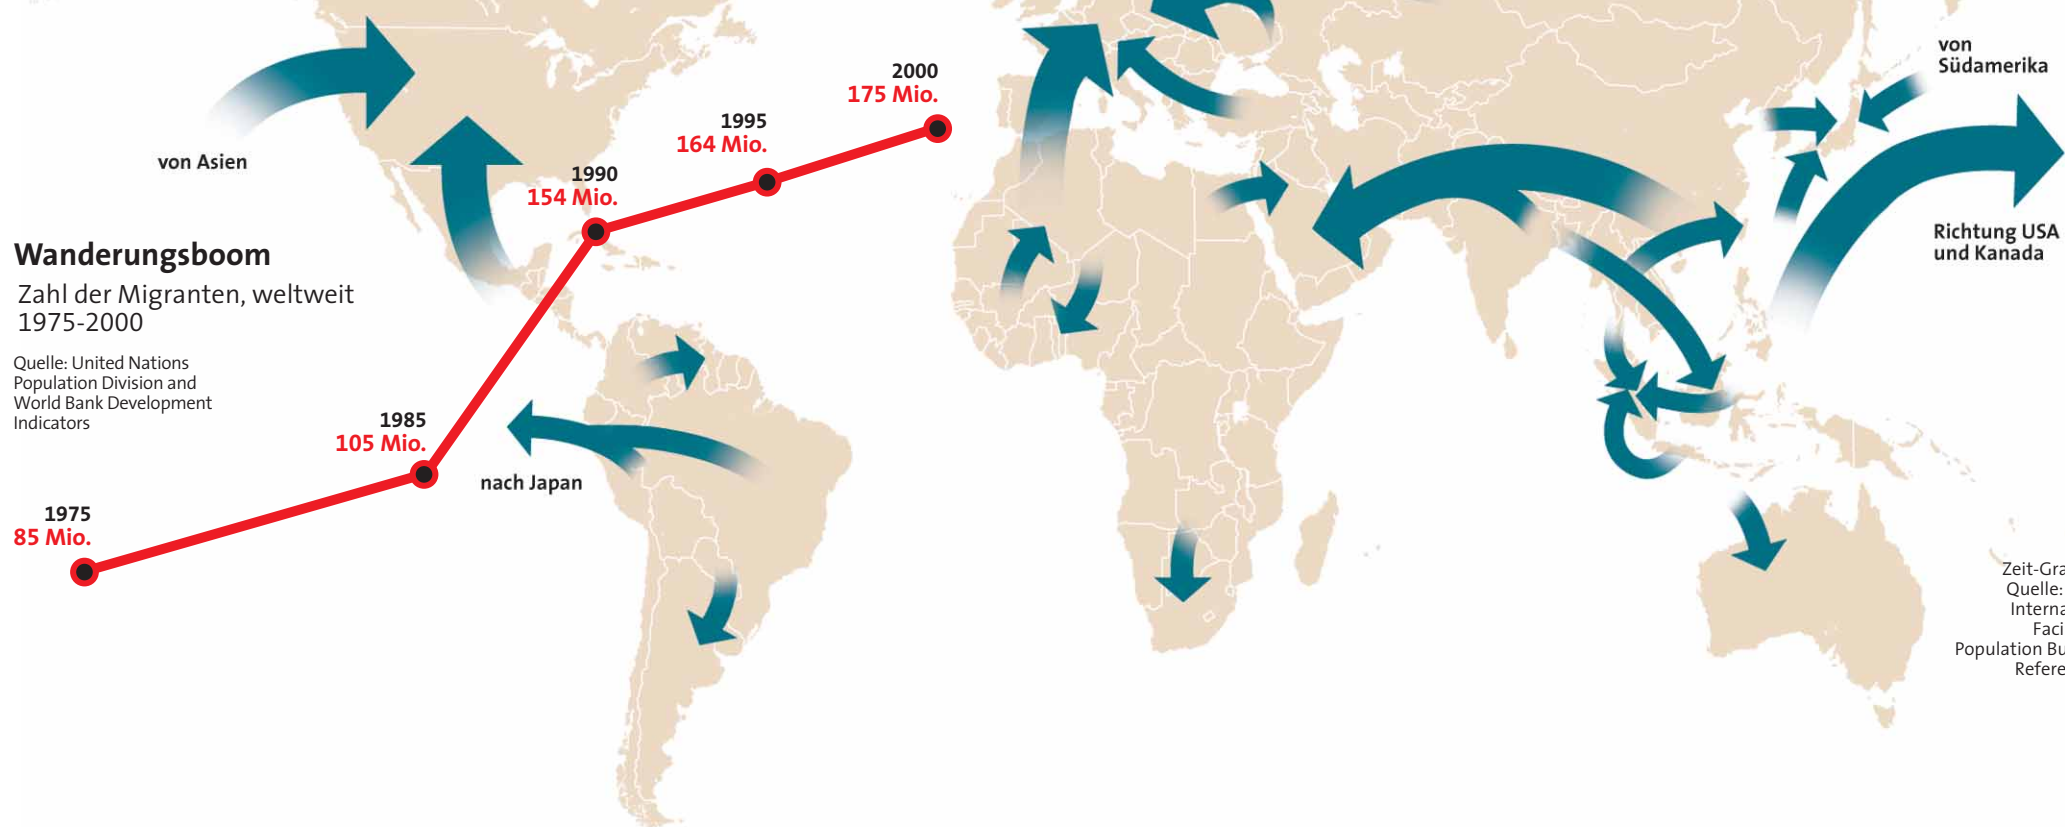 von Asien
Wanderungsboom
Zahl der Migranten, weltweit
1975-2000
Quelle: United Nations
Population Division and
World Bank Development
Indicators
1975
85 Mio.
1985
105 Mio.
1990
154 Mio.
1995
164 Mio.
2000
175 Mio.
nach Japan
von
Südamerika
Richtung USA
und Kanada
Zeit-Gra
Quelle:
Interna
Faci
Population Bu
Refere